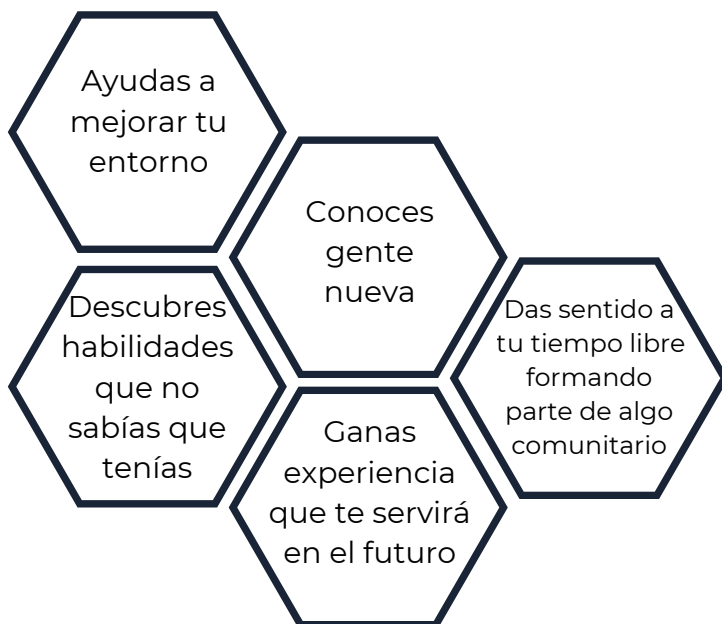 Ayudas a
mejorar tu
entorno
Conoces
gente
nueva
Descubres
habilidades
que no
sabías que
tenías
Das sentido a
tu tiempo libre
formando
parte de algo
comunitario
Ganas
experiencia
que te servirá
en el futuro